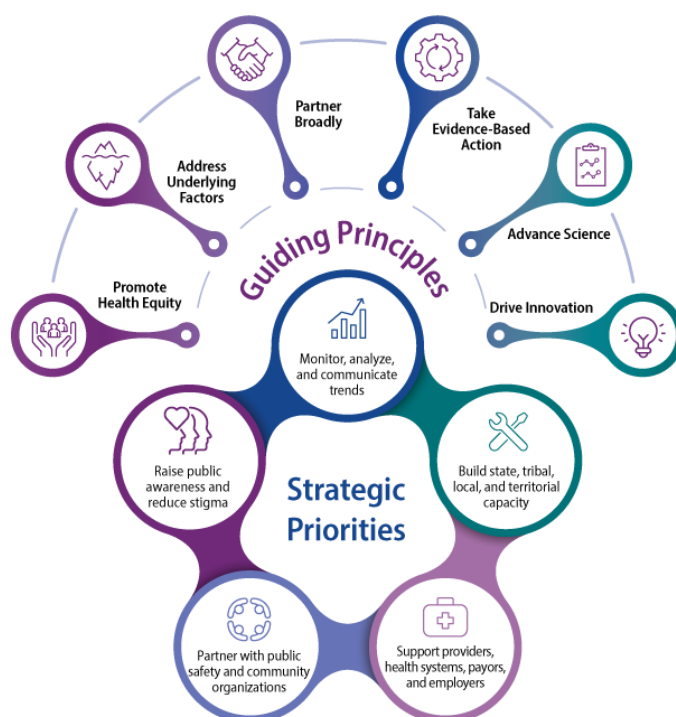 Partner
Broadly
Take
Evidence-Based
Action
Address
Underlying
Factors
Advance Science
Promote
Health Equity
Drive Innovation
Guiding Principles
Monitor, analyze,
and communicate
trends
Raise public
awareness and
reduce stigma
Build state, tribal,
local, and territorial
capacity
Strategic
Priorities
Partner with public
safety and community
organizations
Support providers,
health systems, payors,
and employers